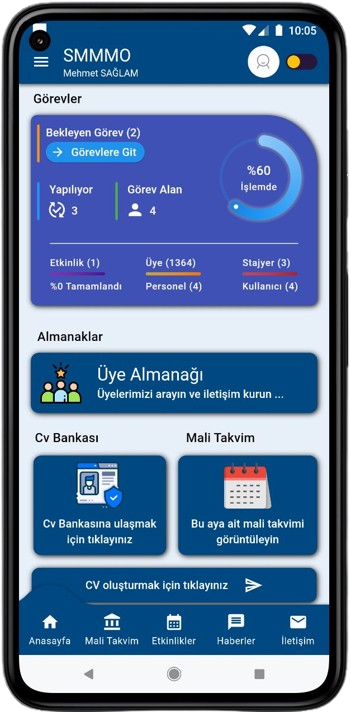 10:05
SMMMO
Mehmet SAĞLAM
Görevler
Bekleyen Görev (2)
Görevlere Git
%60
İşlemde
Yapılıyor
3
Görev Alan
4
Etkinlik (1)
Üye (1364)
Stajyer (3)
%0 Tamamlandı
Personel (4)
Kullanıcı (4)
Almanaklar
Üye Almanağı
Üyelerimizi arayın ve iletişim kurun ...
Cv Bankası
Mali Takvim
Cv Bankasına ulaşmak
için tıklayınız
Bu aya ait mali takvimi
görüntüleyin
CV oluşturmak için tıklayınız
Anasayfa
Mali Takvim
Etkinlikler
Haberler
İletişim